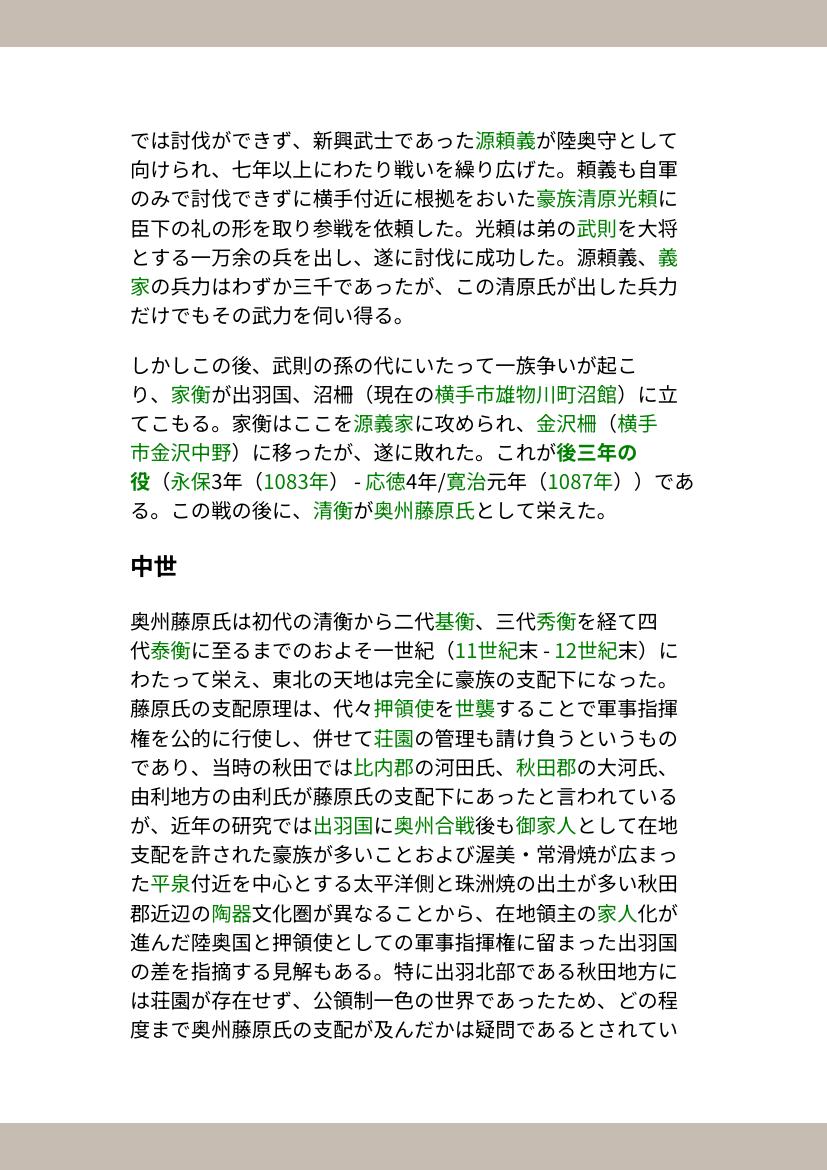 では討伐ができず、新興武士であった源頼義が陸奥守として
向けられ、七年以上にわたり戦いを繰り広げた。頼義も自軍
のみで討伐できずに横手付近に根拠をおいた豪族清原光頼に
臣下の礼の形を取り参戦を依頼した。光頼は弟の武則を大将
とする一万余の兵を出し、遂に討伐に成功した。源頼義、義
家の兵力はわずか三千であったが、この清原氏が出した兵力
だけでもその武力を伺い得る。
しかしこの後、武則の孫の代にいたって一族争いが起こ
り、家衡が出羽国、沼柵（現在の横手市雄物川町沼館）に立
てこもる。家衡はここを源義家に攻められ、金沢柵（横手
市金沢中野）に移ったが、遂に敗れた。これが後三年の
役（永保3年（1083年） - 応徳4年/寛治元年（1087年））であ
る。この戦の後に、清衡が奥州藤原氏として栄えた。
中世
奥州藤原氏は初代の清衡から二代基衡、三代秀衡を経て四
代泰衡に至るまでのおよそ一世紀（11世紀末 - 12世紀末）に
わたって栄え、東北の天地は完全に豪族の支配下になった。
藤原氏の支配原理は、代々押領使を世襲することで軍事指揮
権を公的に行使し、併せて荘園の管理も請け負うというもの
であり、当時の秋田では比内郡の河田氏、秋田郡の大河氏、
由利地方の由利氏が藤原氏の支配下にあったと言われている
が、近年の研究では出羽国に奥州合戦後も御家人として在地
支配を許された豪族が多いことおよび渥美・常滑焼が広まっ
た平泉付近を中心とする太平洋側と珠洲焼の出土が多い秋田
郡近辺の陶器文化圏が異なることから、在地領主の家人化が
進んだ陸奥国と押領使としての軍事指揮権に留まった出羽国
の差を指摘する見解もある。特に出羽北部である秋田地方に
は荘園が存在せず、公領制一色の世界であったため、どの程
度まで奥州藤原氏の支配が及んだかは疑問であるとされてい